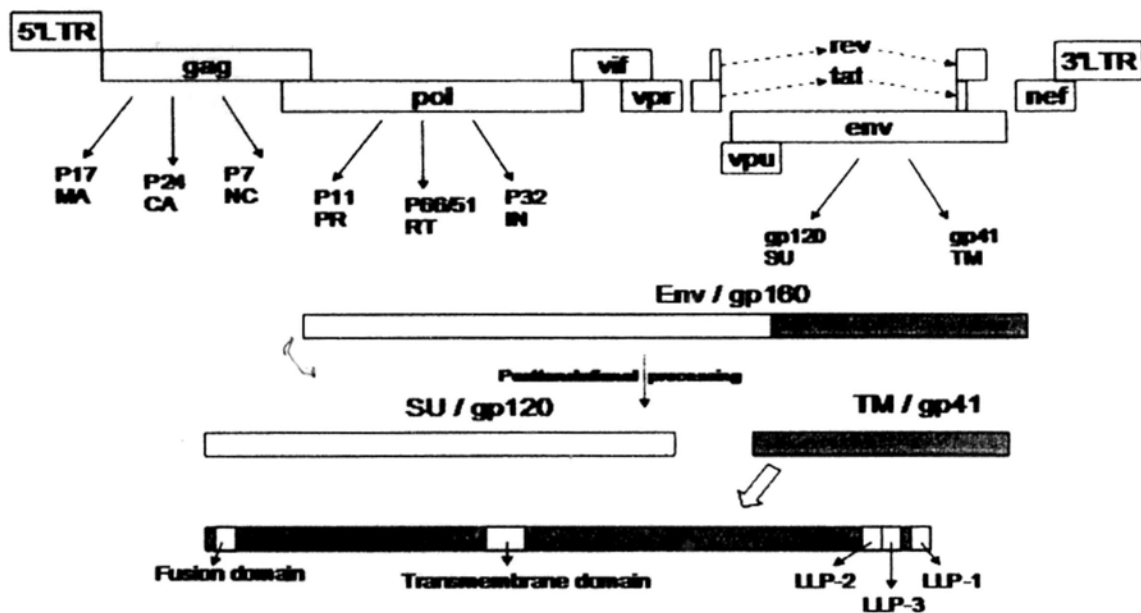 5'LTR
gag
pol
vif
vpr
rev
tat
env
vpu
nef
3'LTR
P17
MA
P24
CA
P7
NC
P11
PR
P66/51
RT
P32
IN
gp120
SU
gp41
TM
Env / gp160
processing
SU / gp120
TM / gp41
Fusion domain
Transmembrane domain
LLP-2
LLP-3
LLP-1